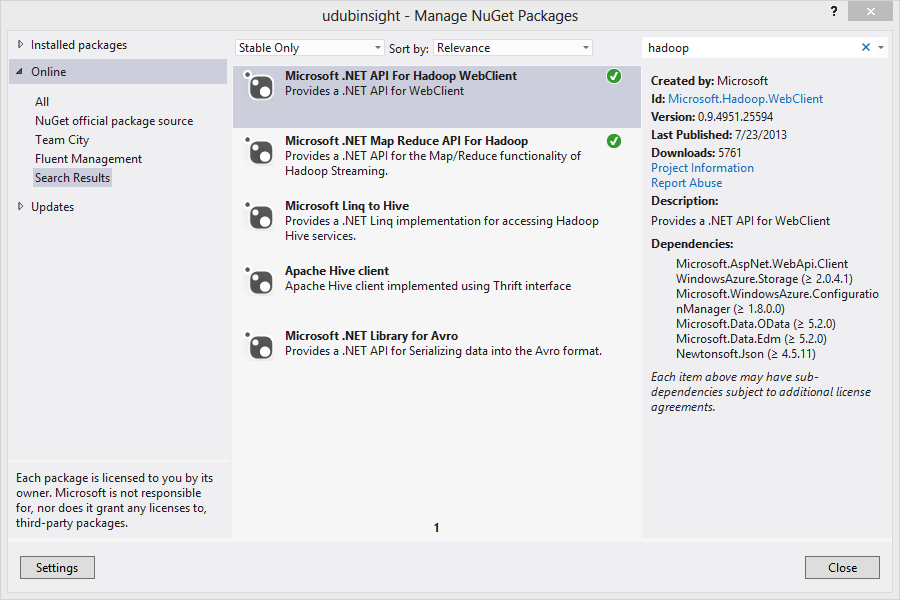 udubinsight - Manage NuGet Packages
?
Installed packages
Online
All
NuGet official package source
Team City
Fluent Management
Search Results
Updates
Each package is licensed to you by its
owner. Microsoft is not responsible
for, nor does it grant any licenses to,
third-party packages.
Stable Only
Sort by: Relevance
Microsoft .NET API For Hadoop WebClient
Provides a .NET API for WebClient
Microsoft .NET Map Reduce API For Hadoop
Provides a .NET API for the Map/Reduce functionality of
Hadoop Streaming.
Microsoft Linq to Hive
Provides a .NET Linq implementation for accessing Hadoop
Hive services.
Apache Hive client
Apache Hive client implemented using Thrift interface
Microsoft .NET Library for Avro
Provides a .NET API for Serializing data into the Avro format.
1
hadoop
Created by: Microsoft
Id: Microsoft.Hadoop.WebClient
Version: 0.9.4951.25594
Last Published: 7/23/2013
Downloads: 5761
Project Information
Report Abuse
Description:
Provides a .NET API for WebClient
Dependencies:
Microsoft.AspNet.WebApi.Client
WindowsAzure.Storage (≥ 2.0.4.1)
Microsoft.WindowsAzure.Configuratio
nManager (≥ 1.8.0.0)
Microsoft.Data.OData (≥ 5.2.0)
Microsoft.Data.Edm (≥ 5.2.0)
Newtonsoft.Json (≥ 4.5.11)
Each item above may have sub-
dependencies subject to additional license
agreements.
Settings
Close